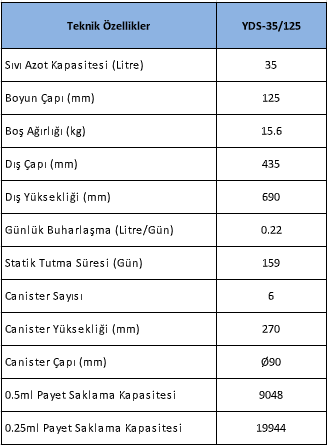 Teknik Özellikler YDS-35/125
Sıvı Azot Kapasitesi (Litre) 35
Boyun Çapı (mm) 125
Boş Ağırlığı (kg) 15.6
Dış Çapı (mm) 435
Dış Yüksekliği (mm) 690
Günlük Buharlaşma (Litre/Gün) 0.22
Statik Tutma Süresi (Gün) 159
Canister Sayısı 6
Canister Yüksekliği (mm) 270
Canister Çapı (mm) Ø90
0.5ml Payet Saklama Kapasitesi 9048
0.25ml Payet Saklama Kapasitesi 19944